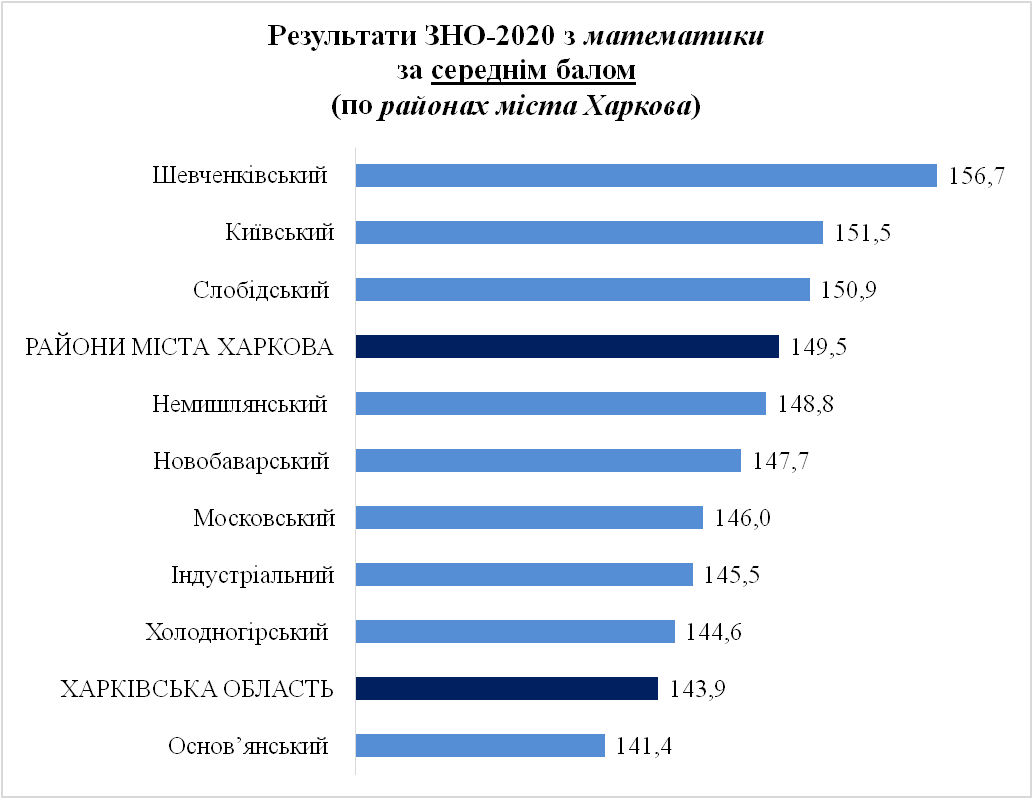 Результати ЗНО-2020 з математики
за середнім балом
(по районах міста Харкова)
Шевченківський 156,7
Київський 151,5
Слобідський 150,9
РАЙОНИ МІСТА ХАРКОВА 149,5
Немишлянський 148,8
Новобаварський 147,7
Московський 146,0
Індустріальний 145,5
Холодногірський 144,6
ХАРКІВСЬКА ОБЛАСТЬ 143,9
Основ’янський 141,4